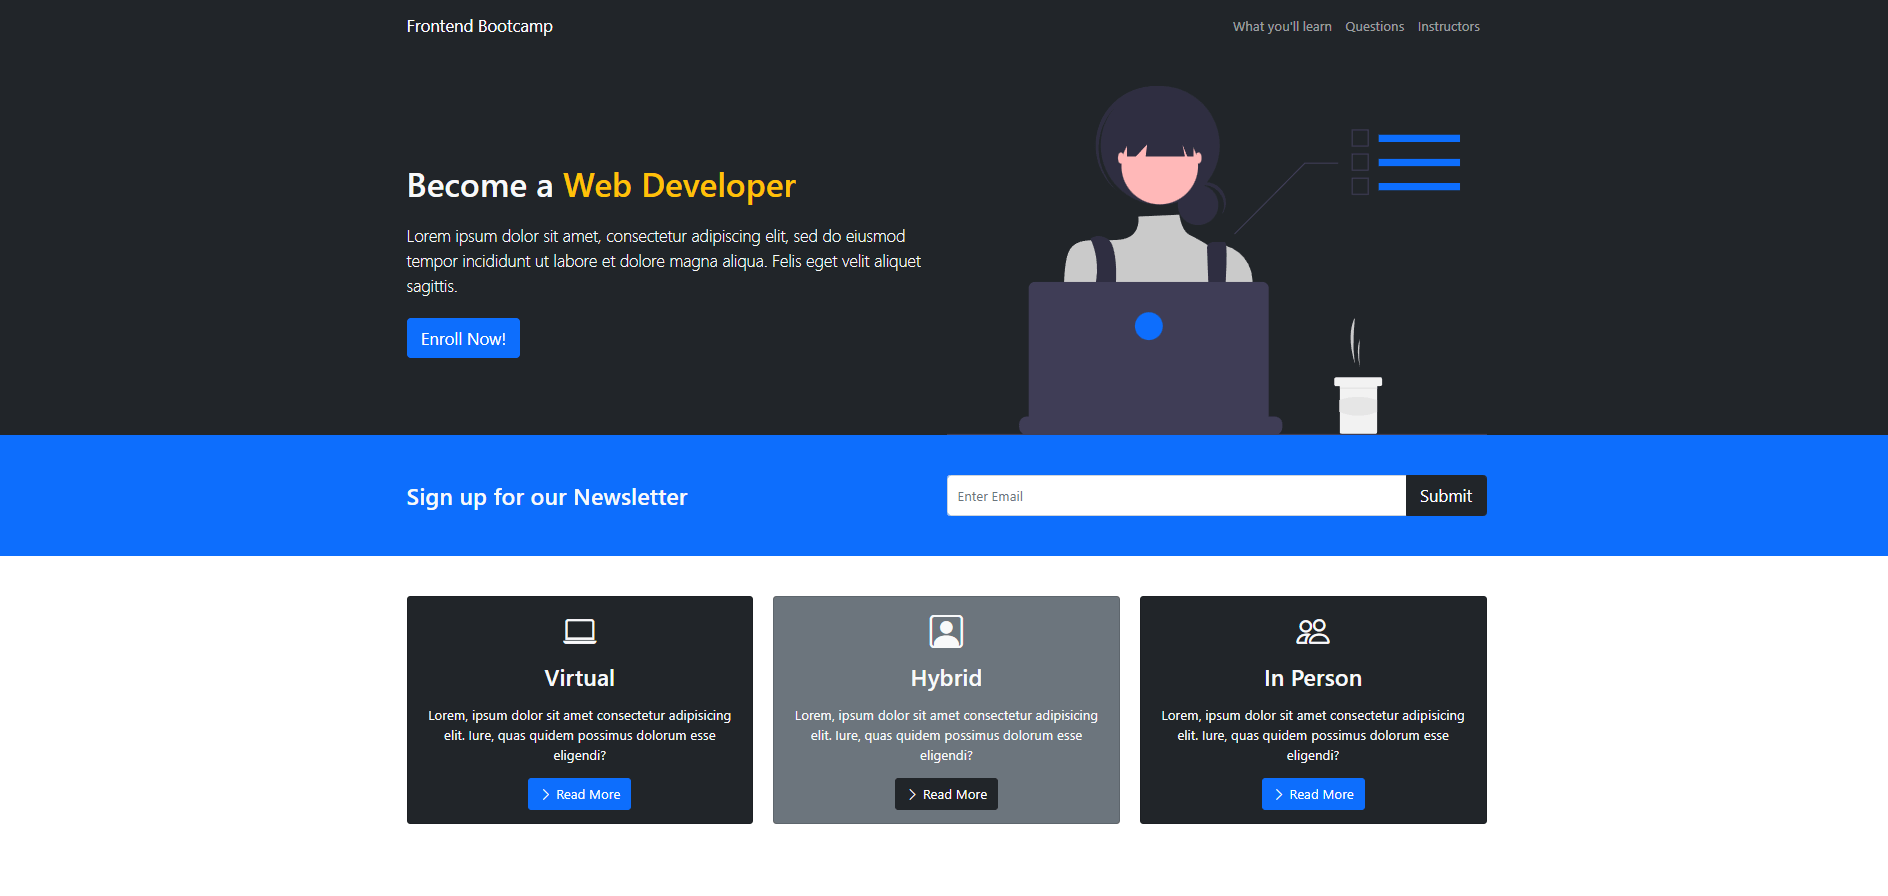 Frontend Bootcamp
What you'll learn Questions Instructors
Become a Web Developer
Lorem ipsum dolor sit amet, consectetur adipiscing elit, sed do eiusmod
tempor incididunt ut labore et dolore magna aliqua. Felis eget velit aliquet
sagittis.
Enroll Now!
Sign up for our Newsletter
Enter Email
Submit
Virtual
Lorem, ipsum dolor sit amet consectetur adipisicing
elit. Iure, quas quidem possimus dolorum esse
eligendi?
Read More
Hybrid
Lorem, ipsum dolor sit amet consectetur adipisicing
elit. Iure, quas quidem possimus dolorum esse
eligendi?
Read More
In Person
Lorem, ipsum dolor sit amet consectetur adipisicing
elit. Iure, quas quidem possimus dolorum esse
eligendi?
Read More